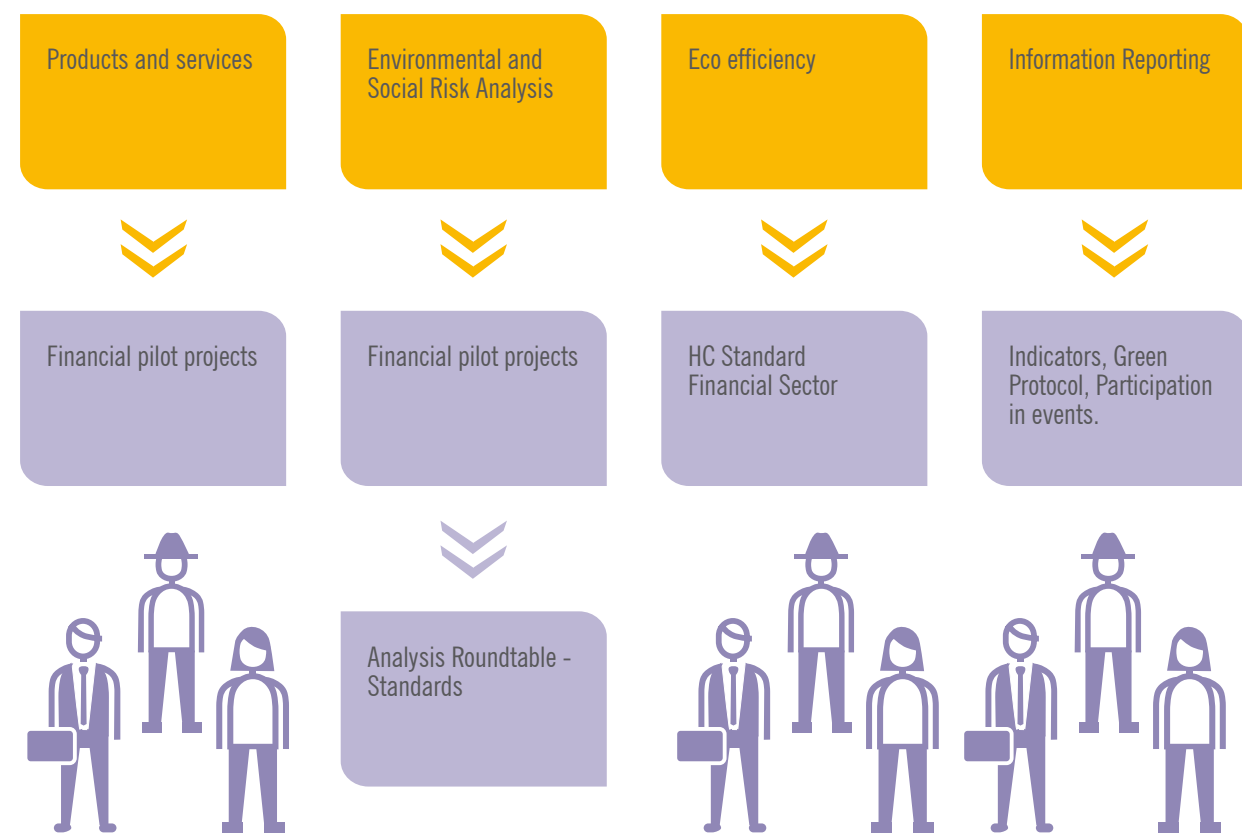 Products and services
Environmental and
Social Risk Analysis
Eco efficiency
Information Reporting
Financial pilot projects
Financial pilot projects
HC Standard
Financial Sector
Indicators, Green
Protocol, Participation
in events.
Analysis Roundtable -
Standards